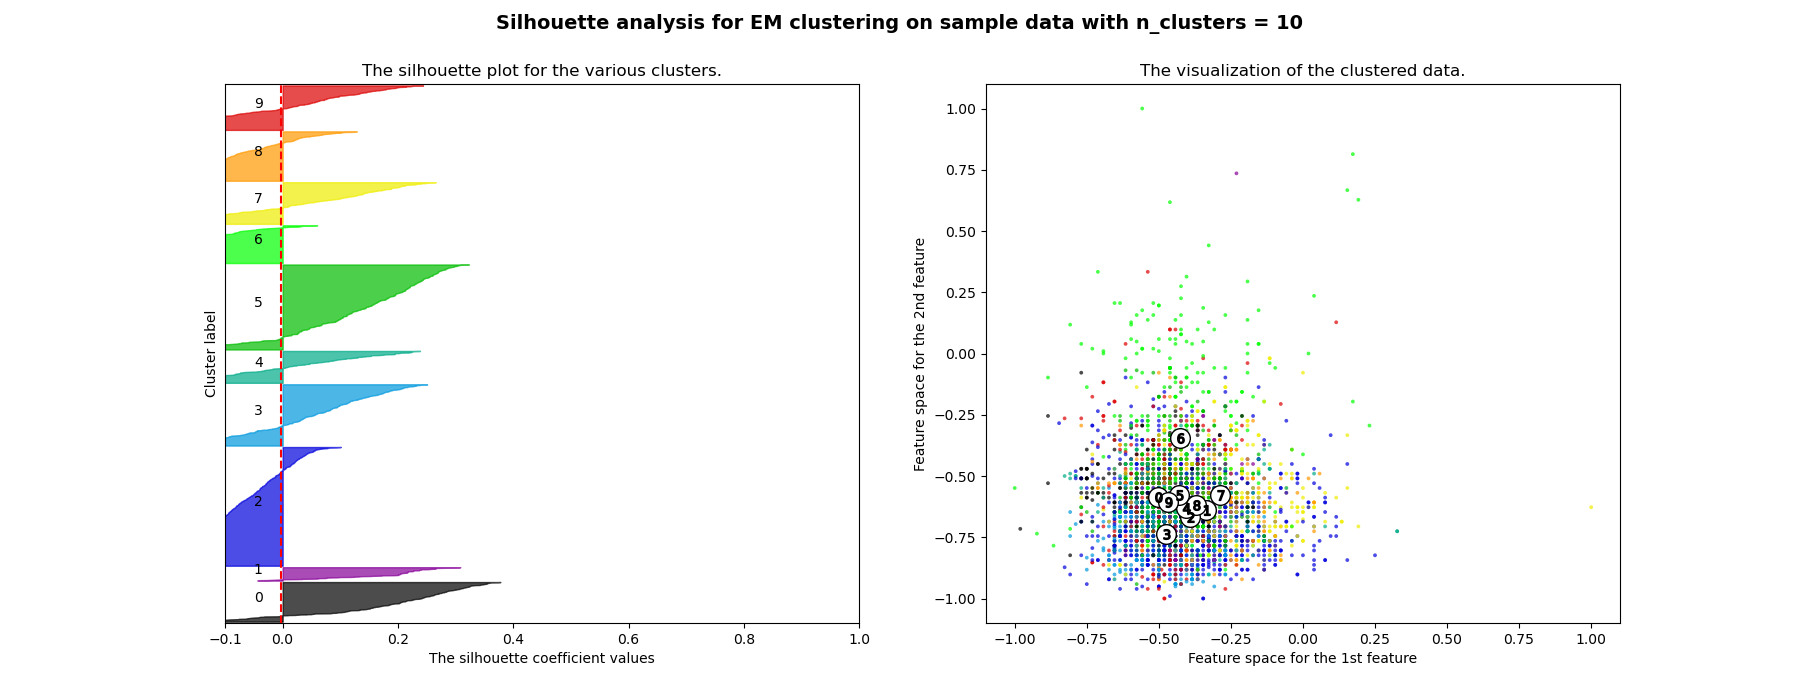 Silhouette analysis for EM clustering on sample data with n_clusters = 10
The silhouette plot for the various clusters.
Cluster label
9
8
7
6
5
4
3
2
1
0
−0.1 0.0 0.2 0.4 0.6 0.8 1.0
The silhouette coefficient values
The visualization of the clustered data.
Feature space for the 2nd feature
1.00
0.75
0.50
0.25
0.00
−0.25
−0.50
−0.75
−1.00
6
0 9 5 4 2 8 1 7
3
−1.00 −0.75 −0.50 −0.25 0.00 0.25 0.50 0.75 1.00
Feature space for the 1st feature